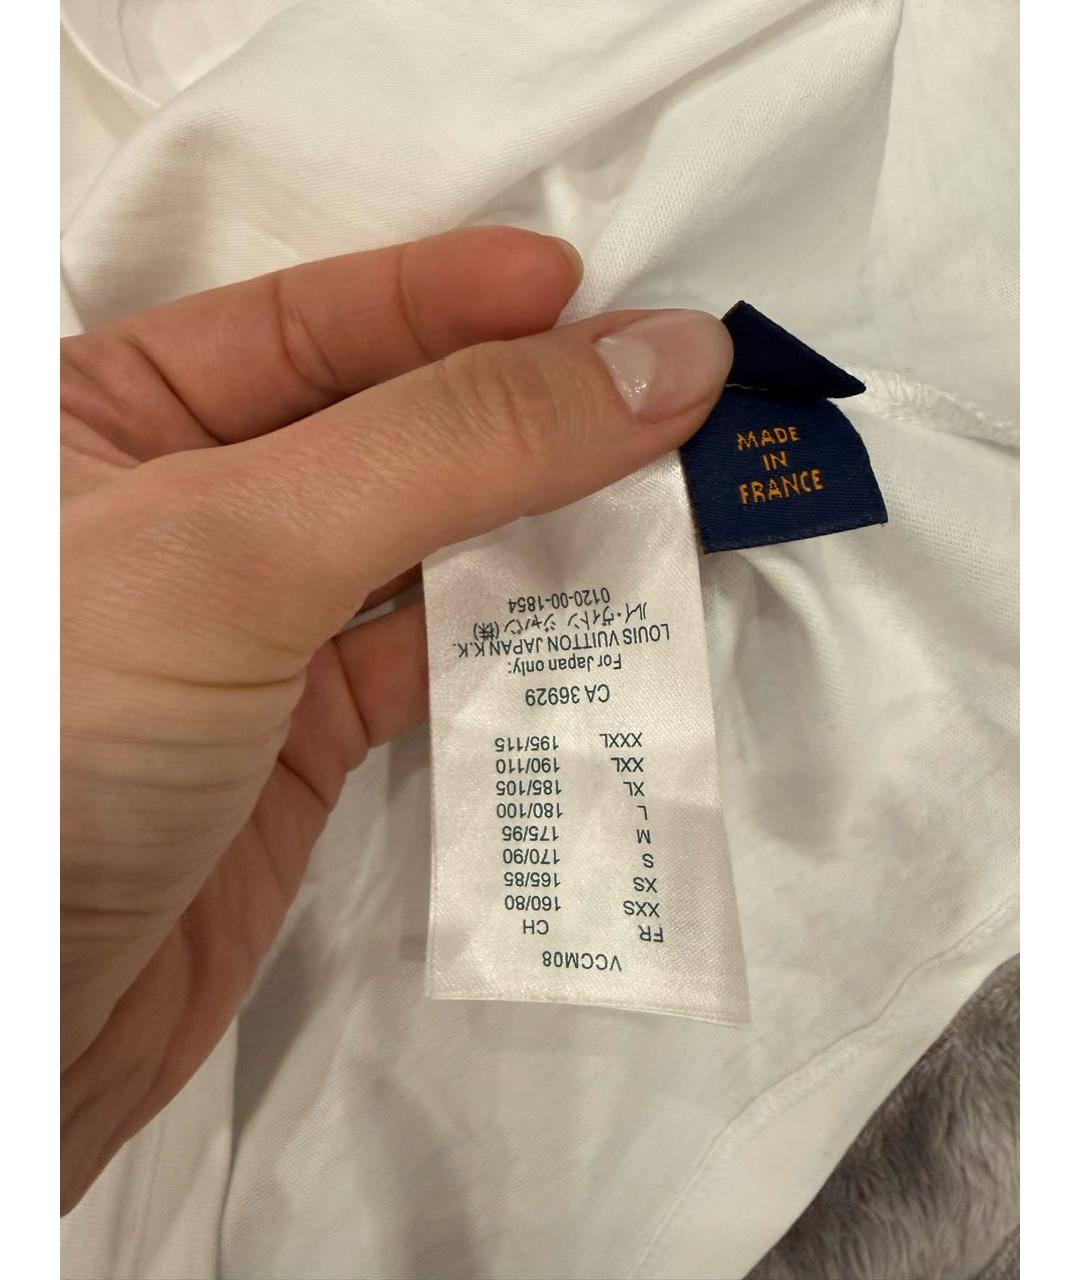 MADE
IN
FRANCE
VCCM08
FR CH
XXS 160/80
XS 165/85
S 170/90
M 175/95
L 180/100
XL 185/105
XXL 190/110
XXXL 195/115
CA 36929
For Japan only:
LOUIS VUITTON JAPAN K.K.
ルイ・ヴィトン ジャパン (株)
0120-00-1854